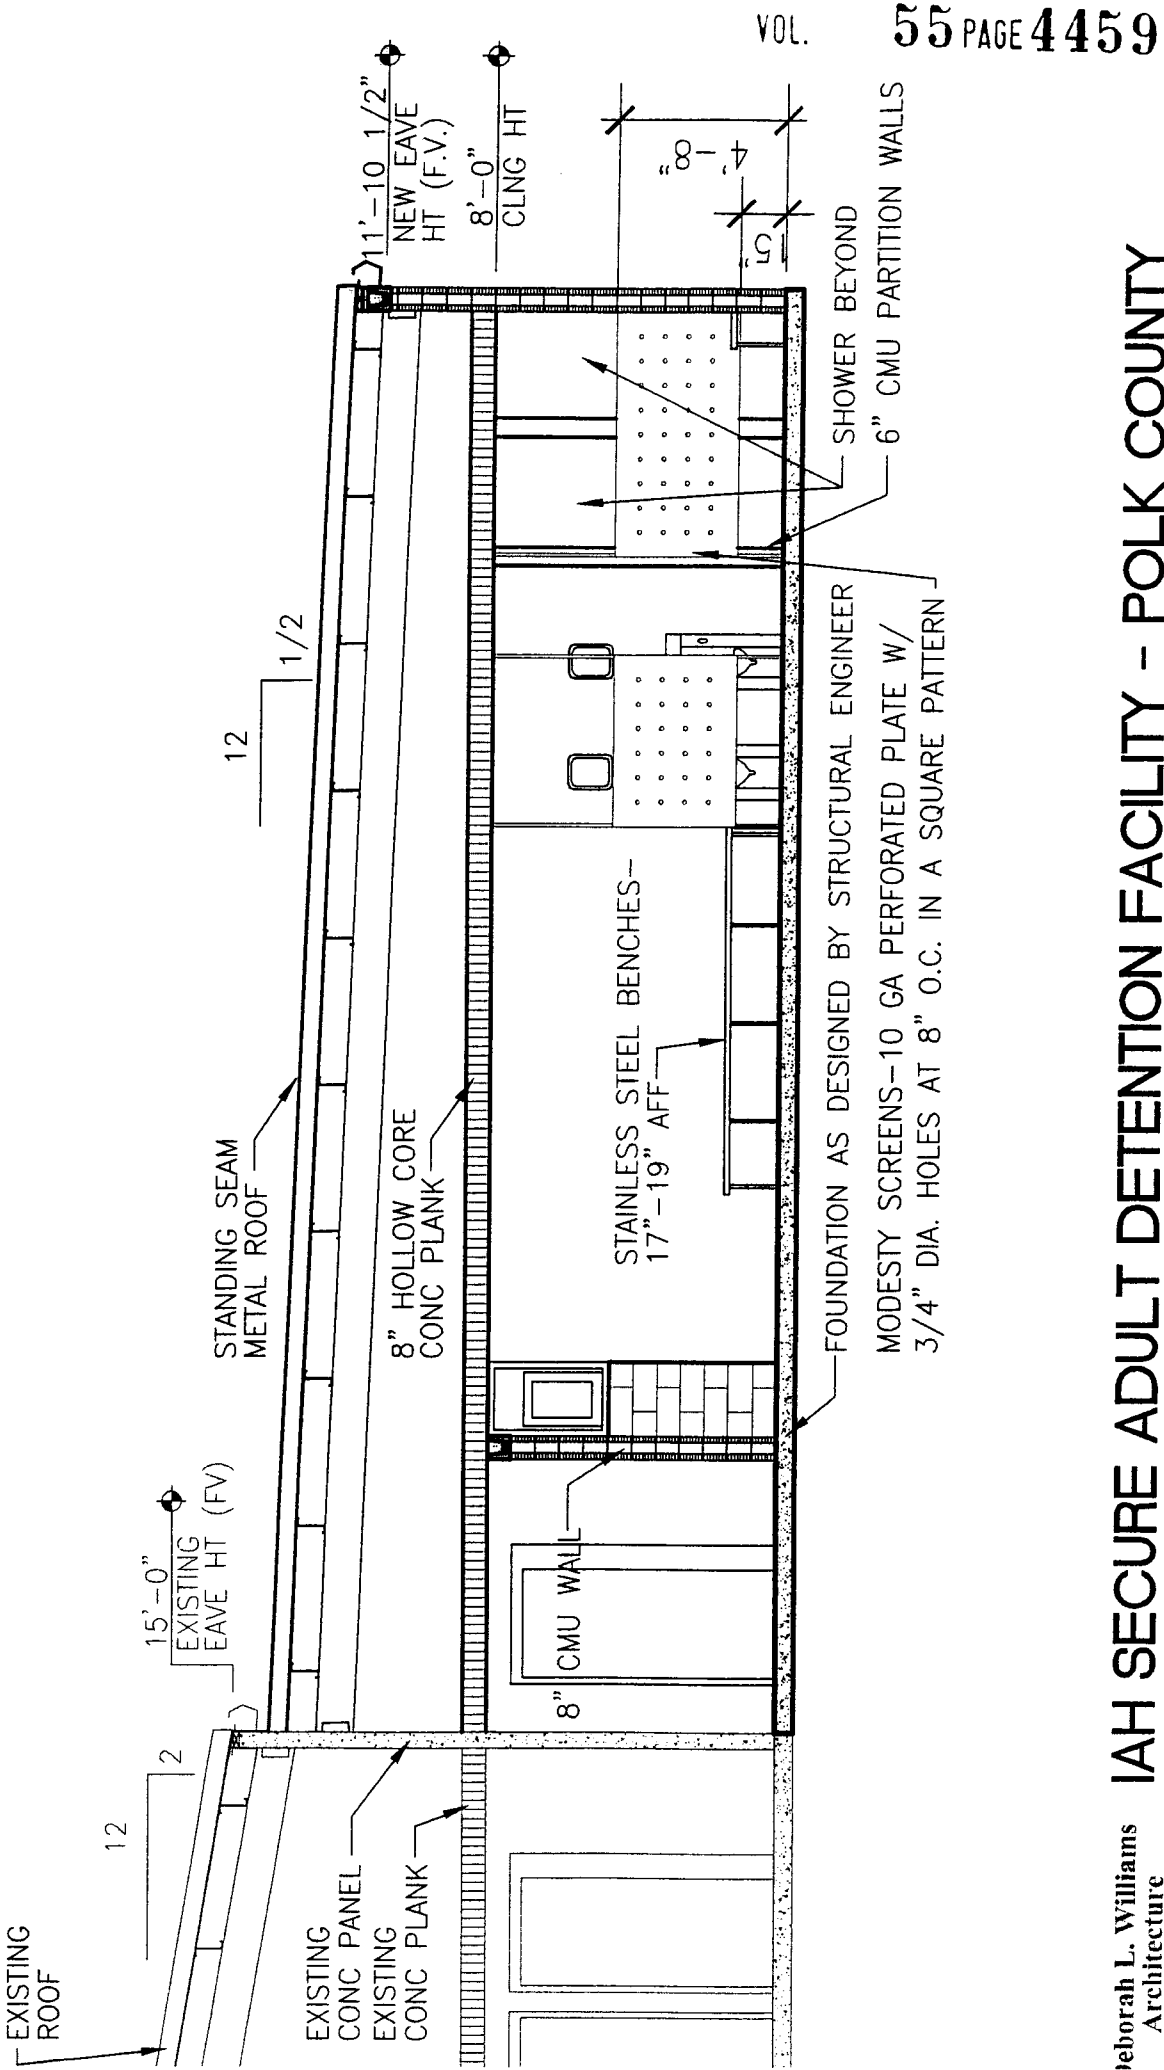 VOL. 55 PAGE 4459
EXISTING
ROOF
12
2
15'-0"
EXISTING
EAVE HT (FV)
STANDING SEAM
METAL ROOF
12
1/2
11'-10 1/2"
NEW EAVE
HT (F.V.)
8'-0"
CLNG HT
EXISTING
CONC PANEL
EXISTING
CONC PLANK
8" HOLLOW CORE
CONC PLANK
8" CMU WALL
STAINLESS STEEL BENCHES-
17"-19" AFF
4'-8"
15"
SHOWER BEYOND
6" CMU PARTITION WALLS
FOUNDATION AS DESIGNED BY STRUCTURAL ENGINEER
MODESTY SCREENS-10 GA PERFORATED PLATE W/
3/4" DIA. HOLES AT 8" O.C. IN A SQUARE PATTERN
eborah L. Williams
Architecture
IAH SECURE ADULT DETENTION FACILITY - POLK COUNTY